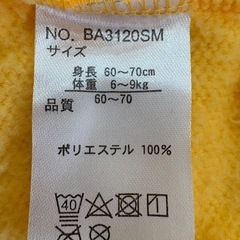 NO. BA3120SM
サイズ
身長 60～70cm
体重 6～9kg
品質 60～70
ポリエステル 100%
40